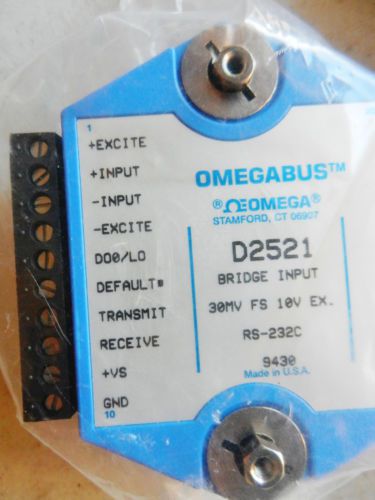 1
+EXCITE
+INPUT
-INPUT
-EXCITE
DO0/LO
DEFAULT*
TRANSMIT
RECEIVE
+VS
GND
10
OMEGABUS™
®ΩEOMEGA®
STAMFORD, CT 06907
D2521
BRIDGE INPUT
30MV FS 10V EX.
RS-232C
9430
Made in U.S.A.